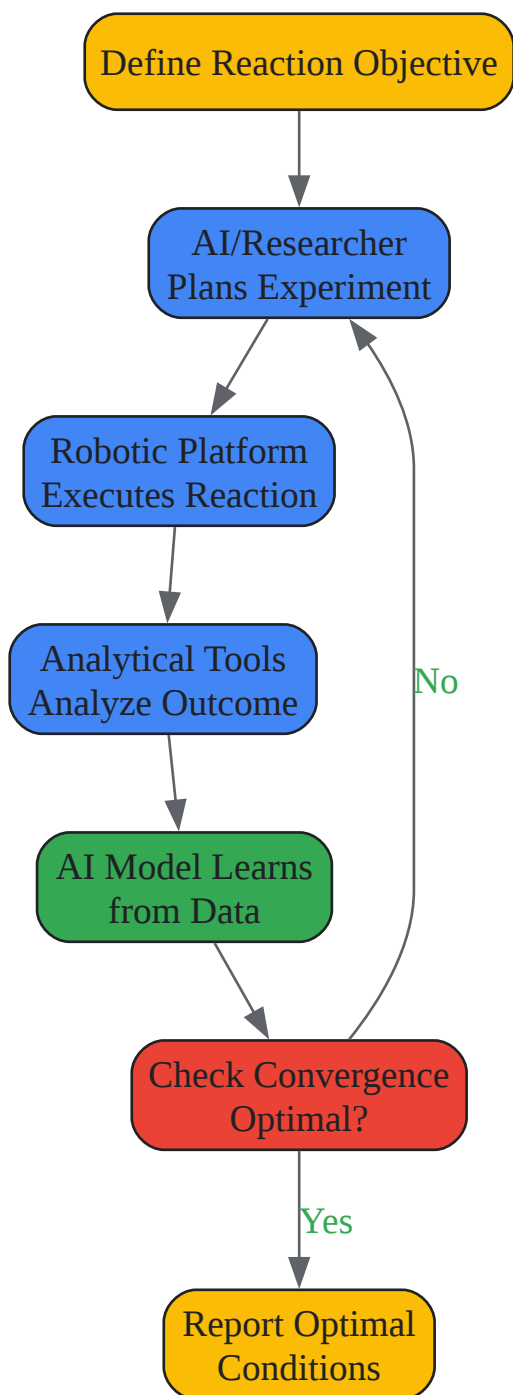 Define Reaction Objective
AI/Researcher
Plans Experiment
Robotic Platform
Executes Reaction
Analytical Tools
Analyze Outcome
No
AI Model Learns
from Data
Check Convergence
Optimal?
Yes
Report Optimal
Conditions